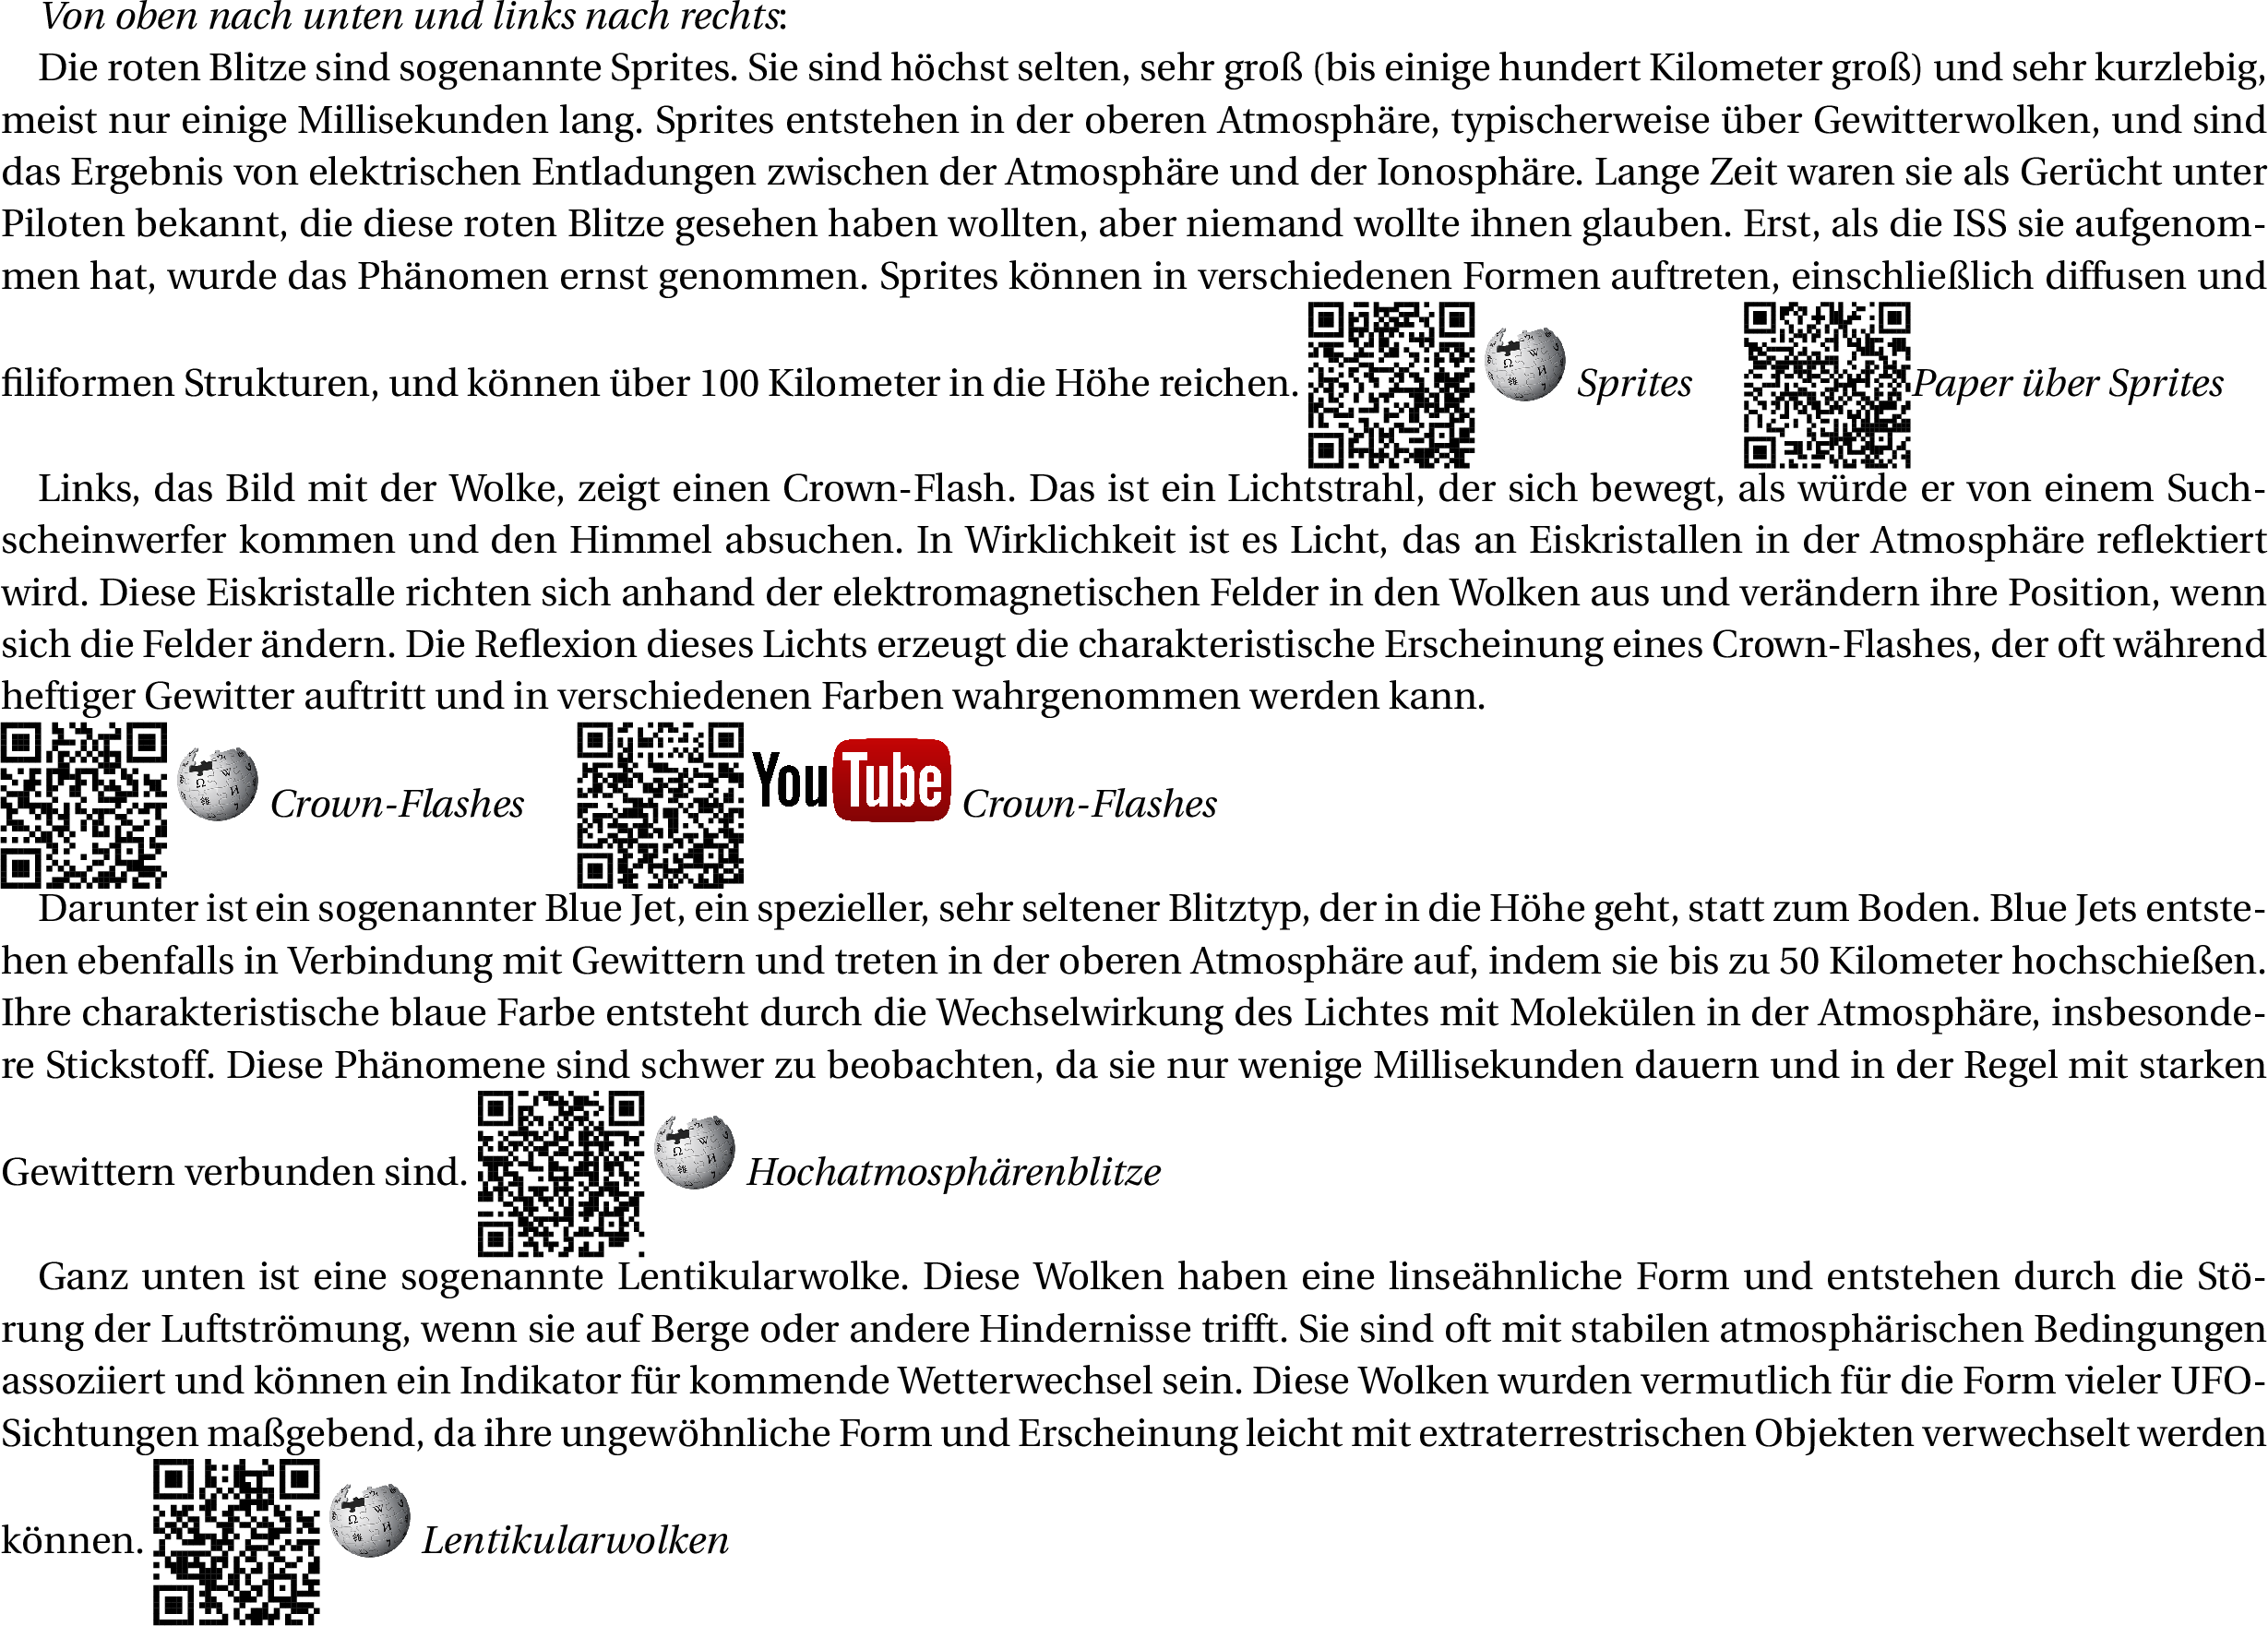 Von oben nach unten und links nach rechts:
Die roten Blitze sind sogenannte Sprites. Sie sind höchst selten, sehr groß (bis einige hundert Kilometer groß) und sehr kurzlebig,
meist nur einige Millisekunden lang. Sprites entstehen in der oberen Atmosphäre, typischerweise über Gewitterwolken, und sind
das Ergebnis von elektrischen Entladungen zwischen der Atmosphäre und der Ionosphäre. Lange Zeit waren sie als Gerücht unter
Piloten bekannt, die diese roten Blitze gesehen haben wollten, aber niemand wollte ihnen glauben. Erst, als die ISS sie aufgenom-
men hat, wurde das Phänomen ernst genommen. Sprites können in verschiedenen Formen auftreten, einschließlich diffusen und
filiformen Strukturen, und können über 100 Kilometer in die Höhe reichen. Sprites Paper über Sprites
Links, das Bild mit der Wolke, zeigt einen Crown-Flash. Das ist ein Lichtstrahl, der sich bewegt, als würde er von einem Such-
scheinwerfer kommen und den Himmel absuchen. In Wirklichkeit ist es Licht, das an Eiskristallen in der Atmosphäre reflektiert
wird. Diese Eiskristalle richten sich anhand der elektromagnetischen Felder in den Wolken aus und verändern ihre Position, wenn
sich die Felder ändern. Die Reflexion dieses Lichts erzeugt die charakteristische Erscheinung eines Crown-Flashes, der oft während
heftiger Gewitter auftritt und in verschiedenen Farben wahrgenommen werden kann.
Crown-Flashes YouTube Crown-Flashes
Darunter ist ein sogenannter Blue Jet, ein spezieller, sehr seltener Blitztyp, der in die Höhe geht, statt zum Boden. Blue Jets entste-
hen ebenfalls in Verbindung mit Gewittern und treten in der oberen Atmosphäre auf, indem sie bis zu 50 Kilometer hochschießen.
Ihre charakteristische blaue Farbe entsteht durch die Wechselwirkung des Lichtes mit Molekülen in der Atmosphäre, insbesonde-
re Stickstoff. Diese Phänomene sind schwer zu beobachten, da sie nur wenige Millisekunden dauern und in der Regel mit starken
Gewittern verbunden sind. Hochatmosphärenblitze
Ganz unten ist eine sogenannte Lentikularwolke. Diese Wolken haben eine linseähnliche Form und entstehen durch die Stö-
rung der Luftströmung, wenn sie auf Berge oder andere Hindernisse trifft. Sie sind oft mit stabilen atmosphärischen Bedingungen
assoziiert und können ein Indikator für kommende Wetterwechsel sein. Diese Wolken wurden vermutlich für die Form vieler UFO-
Sichtungen maßgebend, da ihre ungewöhnliche Form und Erscheinung leicht mit extraterrestrischen Objekten verwechselt werden
können. Lentikularwolken